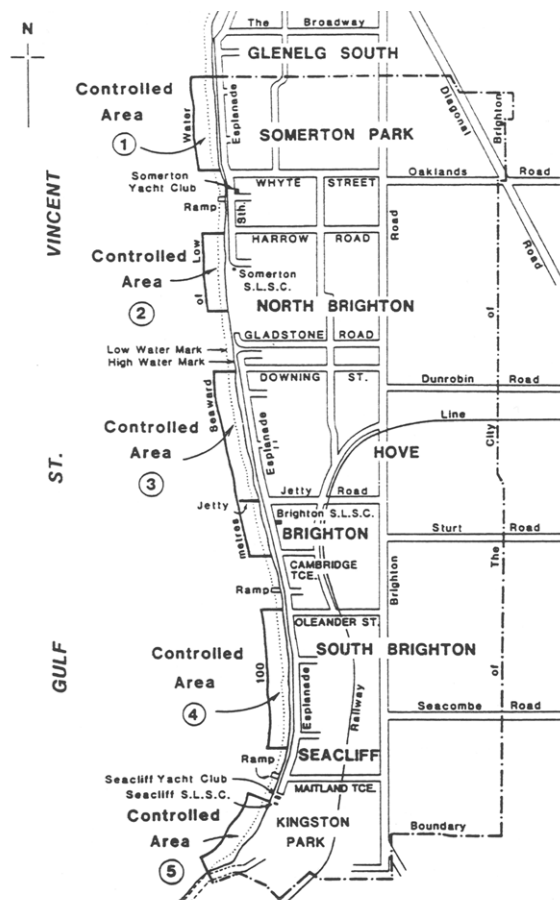 The Broadway
N
GLENELG SOUTH
Controlled
Area
1
Water
Esplanade
Diagonal
Road
Brighton
SOMERTON PARK
Somerton
Yacht Club
WHYTE STREET
Oaklands Road
Ramp
Sth.
Road
VINCENT
Controlled
Area
2
Low
of
HARROW ROAD
Somerton
S.L.S.C.
NORTH BRIGHTON
of
GLADSTONE ROAD
Low Water Mark
High Water Mark
DOWNING ST.
Dunrobin Road
Seaward
Controlled
Area
3
Esplanade
Line
City
HOVE
ST.
Jetty Road
Jetty
metres
Brighton S.L.S.C.
BRIGHTON
Sturt Road
CAMBRIDGE
TCE.
The
Ramp
Brighton
OLEANDER ST.
SOUTH BRIGHTON
Controlled
Area
4
100
Esplanade
Railway
of
GULF
Seacombe Road
SEACLIFF
Ramp
Seacliff Yacht Club
Seacliff S.L.S.C.
MAITLAND TCE.
Controlled
Area
5
KINGSTON
PARK
Boundary